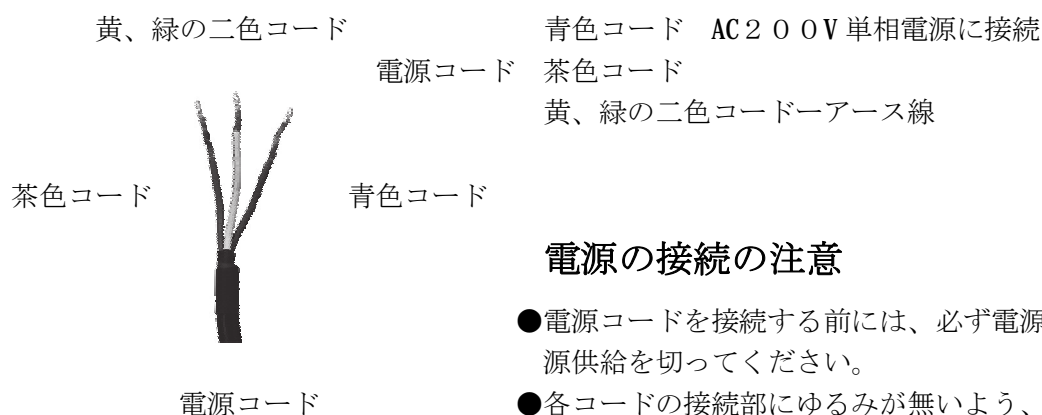 黄、緑の二色コード
青色コード AC200V単相電源に接続
電源コード 茶色コード
黄、緑の二色コードーアース線
茶色コード
青色コード
電源の接続の注意
●電源コードを接続する前には、必ず電源
源供給を切ってください。
電源コード
●各コードの接続部にゆるみが無いよう、